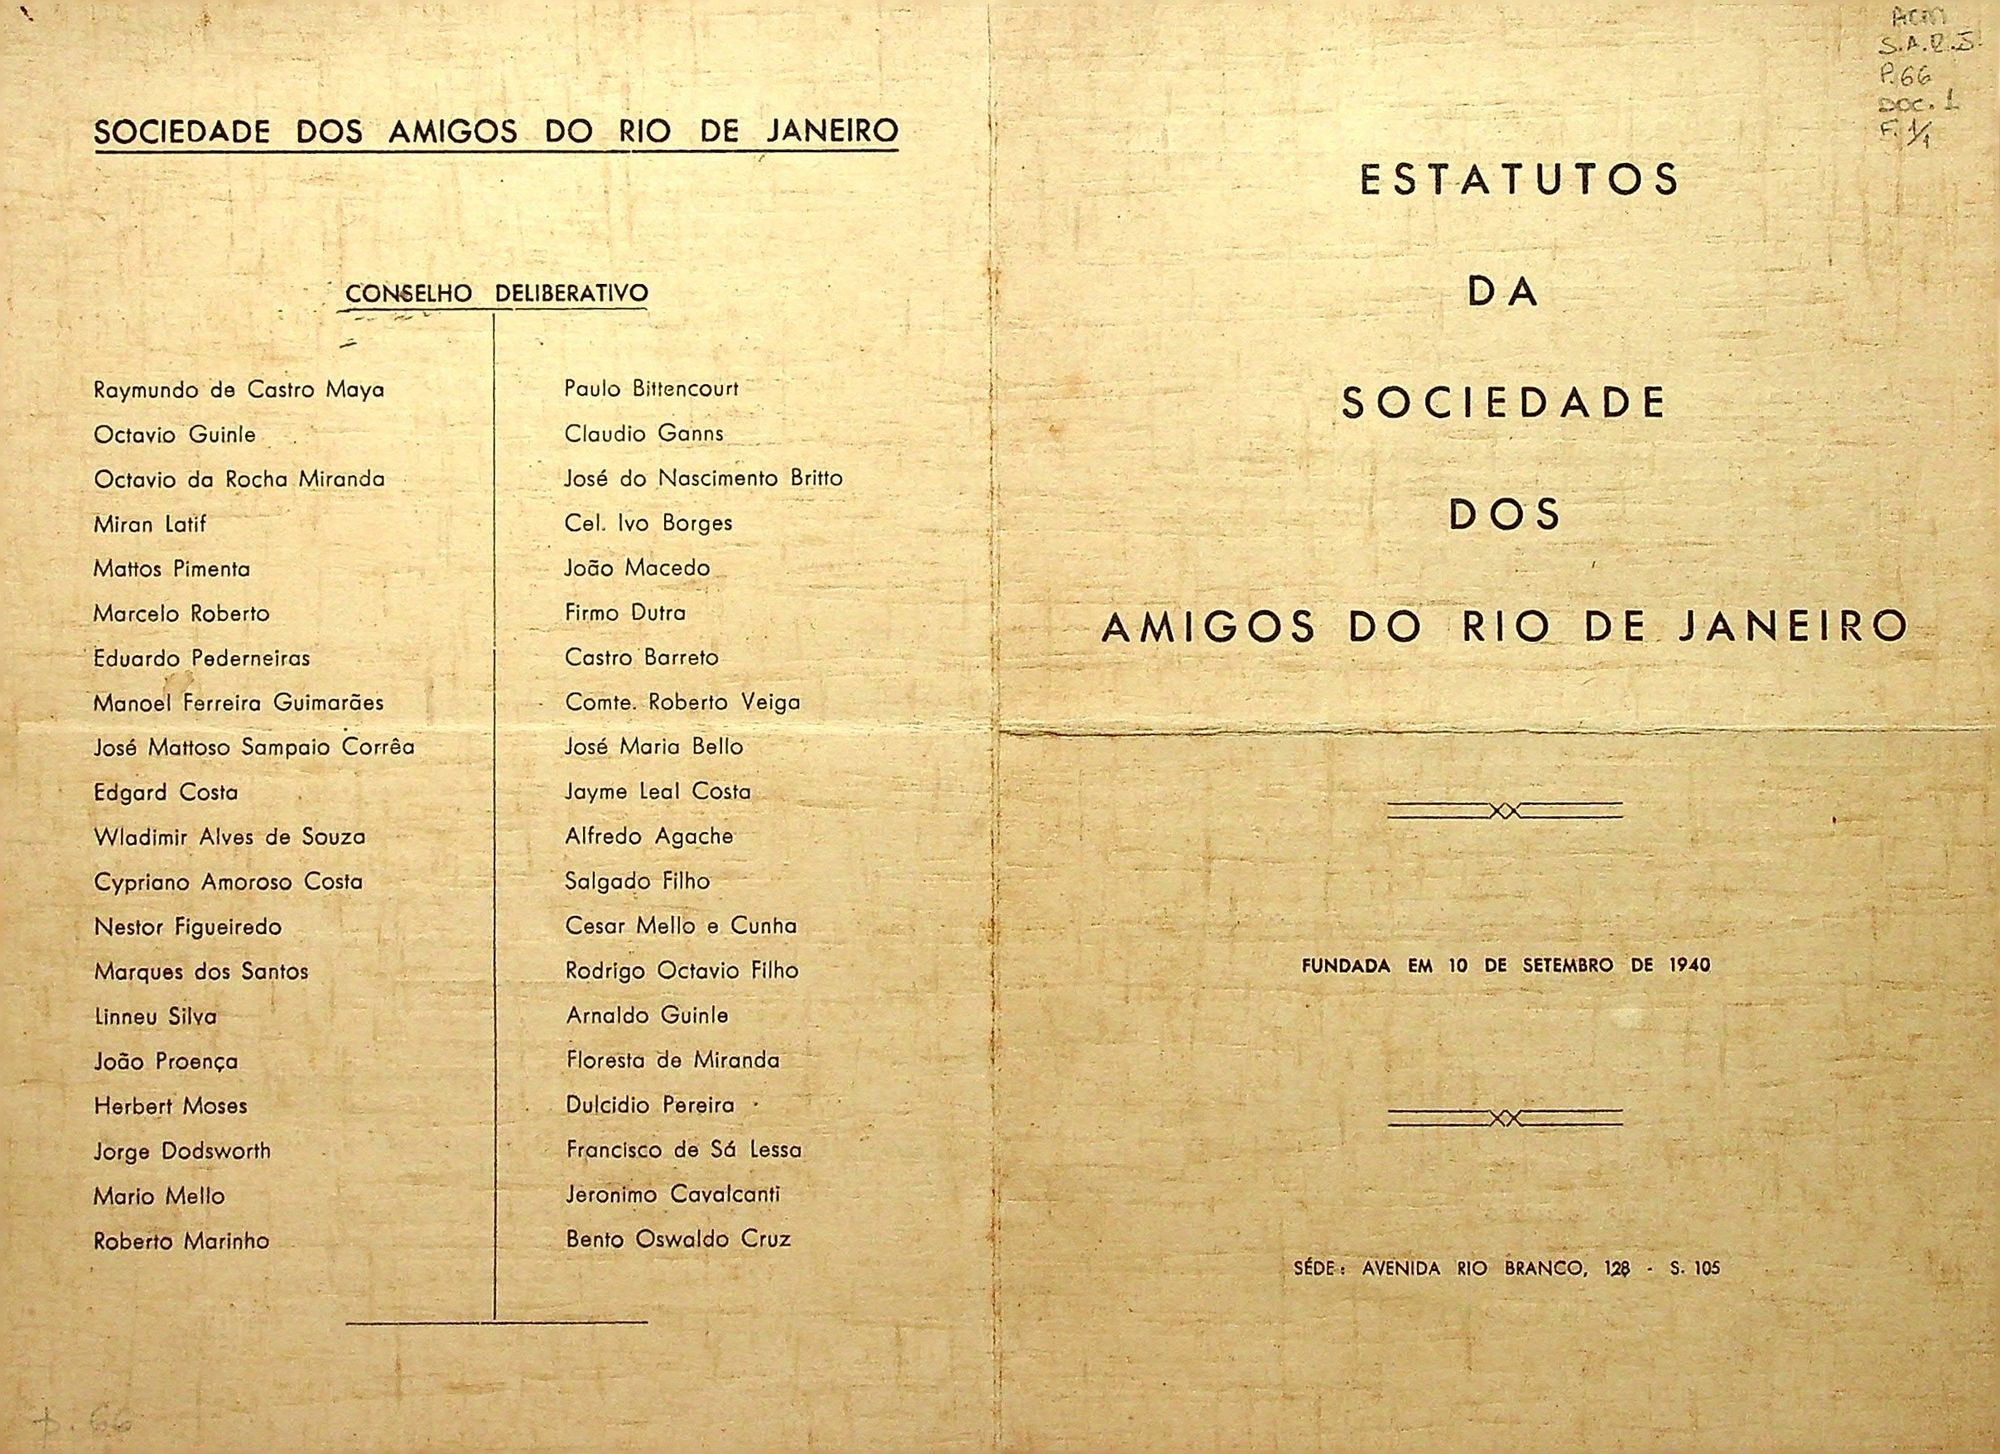 SOCIEDADE DOS AMIGOS DO RIO DE JANEIRO
CONSELHO DELIBERATIVO
Raymundo de Castro Maya
Octavio Guinle
Octavio da Rocha Miranda
Miran Latif
Mattos Pimenta
Marcelo Roberto
Eduardo Pederneiras
Manoel Ferreira Guimarães
José Mattoso Sampaio Corrêa
Edgard Costa
Wladimir Alves de Souza
Cypriano Amoroso Costa
Nestor Figueiredo
Marques dos Santos
Linneu Silva
João Proença
Herbert Moses
Jorge Dodsworth
Mario Mello
Roberto Marinho
Paulo Bittencourt
Claudio Ganns
José do Nascimento Britto
Cel. Ivo Borges
João Macedo
Firmo Dutra
Castro Barreto
Comte. Roberto Veiga
José Maria Bello
Jayme Leal Costa
Alfredo Agache
Salgado Filho
Cesar Mello e Cunha
Rodrigo Octavio Filho
Arnaldo Guinle
Floresta de Miranda
Dulcidio Pereira
Francisco de Sá Lessa
Jeronimo Cavalcanti
Bento Oswaldo Cruz
p. 66
ACM
S.A.R.J.
P.66
DOC. 1
F. 1/1
ESTATUTOS
DA
SOCIEDADE
DOS
AMIGOS DO RIO DE JANEIRO
FUNDADA EM 10 DE SETEMBRO DE 1940
SÉDE: AVENIDA RIO BRANCO, 128 - S. 105